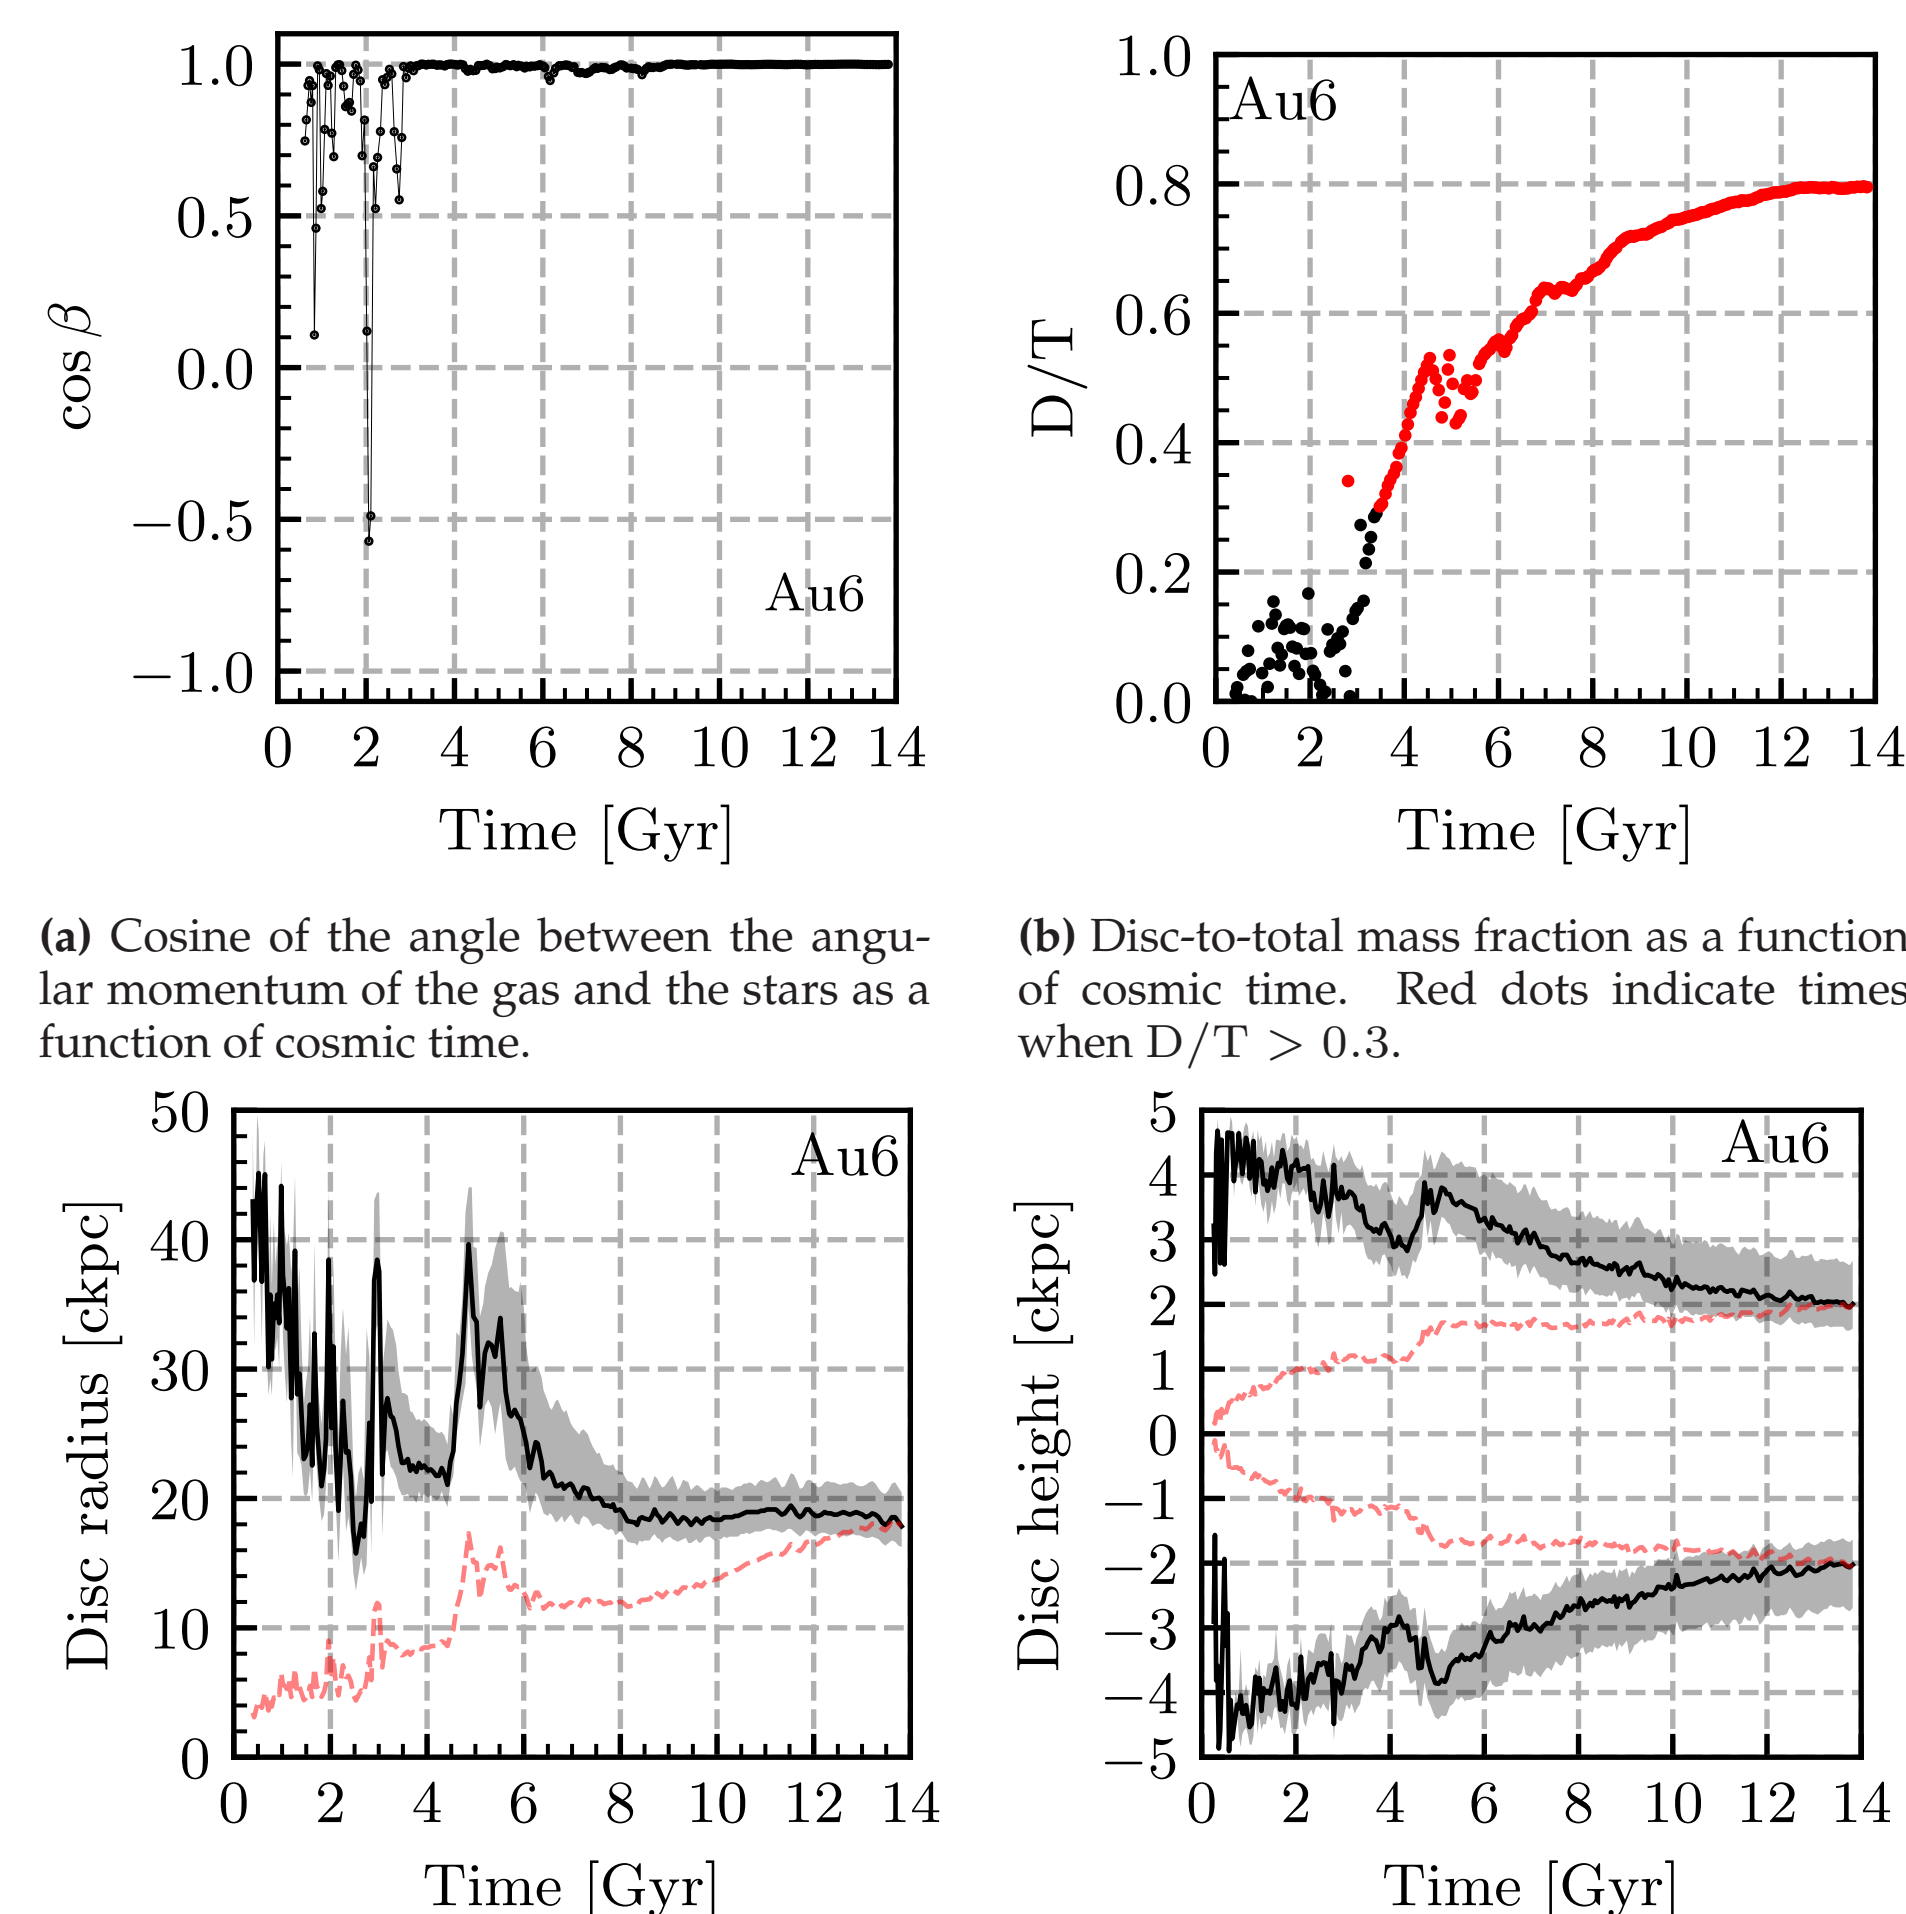 1.0
0.5
0.0
−0.5
−1.0
cos β
Au6
0 2 4 6 8 10 12 14
Time [Gyr]
1.0
0.8
0.6
0.4
0.2
0.0
D/T
Au6
0 2 4 6 8 10 12 14
Time [Gyr]
(a) Cosine of the angle between the angu-
lar momentum of the gas and the stars as a
function of cosmic time.
(b) Disc-to-total mass fraction as a function
of cosmic time. Red dots indicate times
when D/T > 0.3.
50
40
30
20
10
0
Disc radius [ckpc]
Au6
0 2 4 6 8 10 12 14
Time [Gyr]
5
4
3
2
1
0
−1
−2
−3
−4
−5
Disc height [ckpc]
Au6
0 2 4 6 8 10 12 14
Time [Gyr]